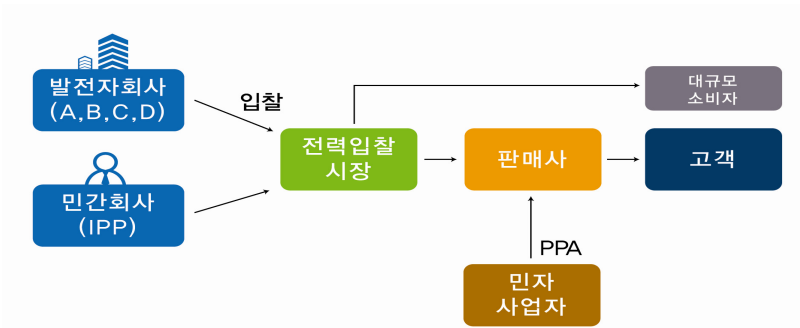 발전자회사
(A,B,C,D)
입찰
민간회사
(IPP)
전력입찰
시장
판매사
대규모
소비자
고객
PPA
민자
사업자